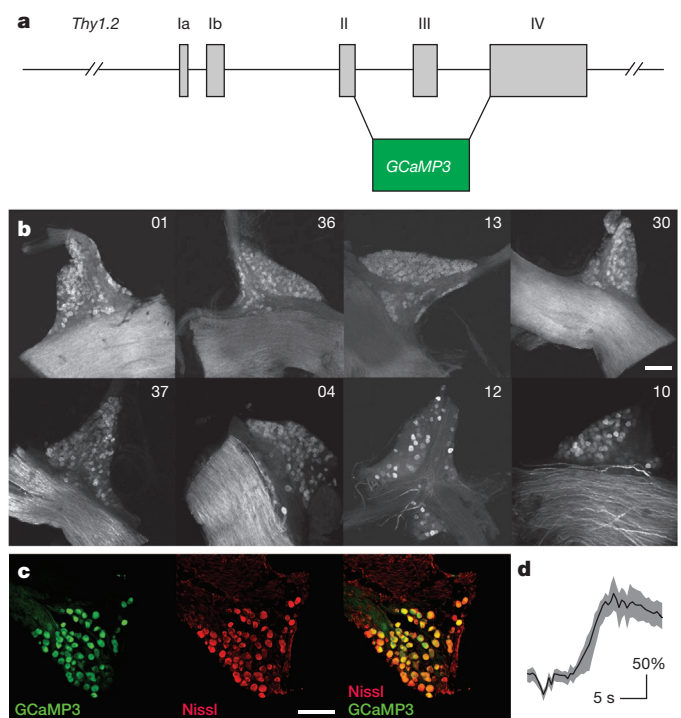 a
Thy1.2 Ia Ib II III IV
GCaMP3
b
01 36 13 30
37 04 12 10
c
GCaMP3 Nissl Nissl
GCaMP3
d
50%
5 s